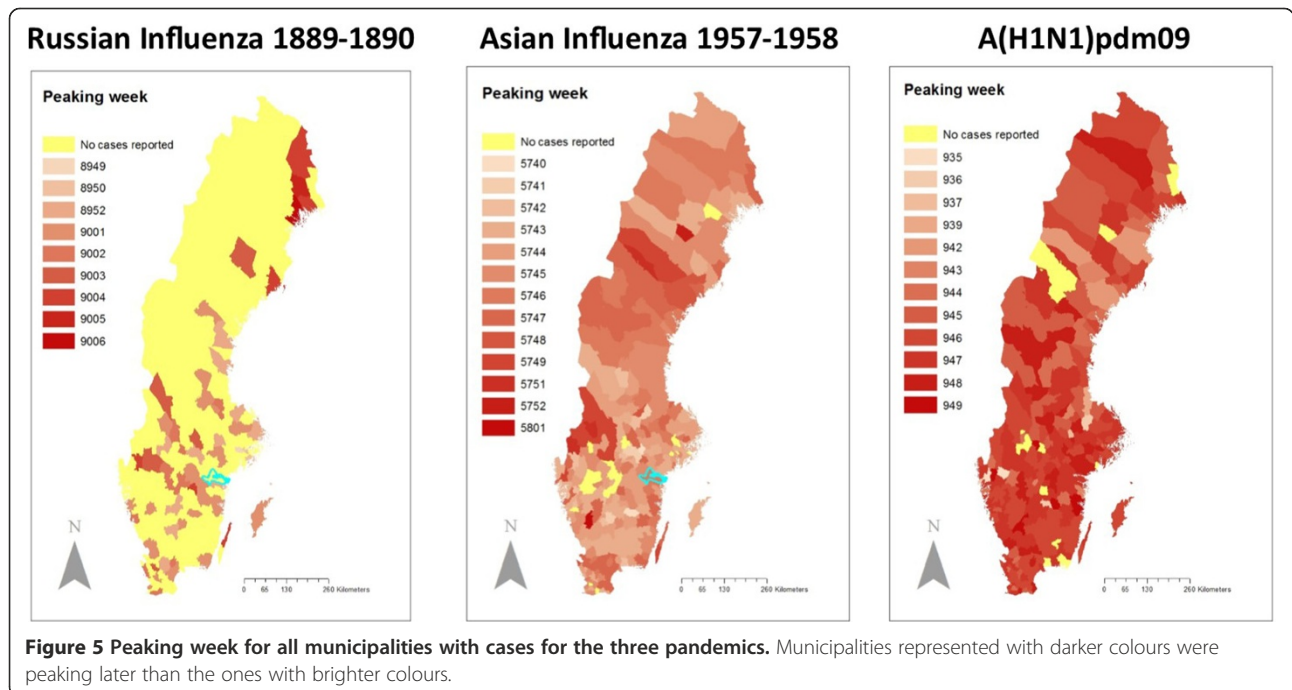 Russian Influenza 1889-1890
Peaking week
No cases reported
8949
8950
8952
9001
9002
9003
9004
9005
9006
N
0 65 130 260 Kilometers
Asian Influenza 1957-1958
Peaking week
No cases reported
5740
5741
5742
5743
5744
5745
5746
5747
5748
5749
5751
5752
5801
N
0 65 130 260 Kilometers
A(H1N1)pdm09
Peaking week
No cases reported
935
936
937
939
942
943
944
945
946
947
948
949
N
0 65 130 260 Kilometers
Figure 5 Peaking week for all municipalities with cases for the three pandemics. Municipalities represented with darker colours were
peaking later than the ones with brighter colours.